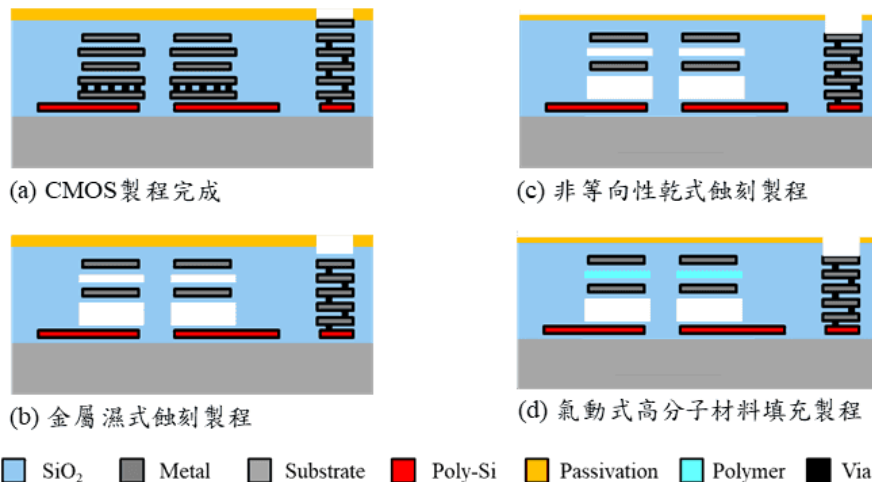 (a) CMOS製程完成
(c) 非等向性乾式蝕刻製程
(b) 金屬濕式蝕刻製程
(d) 氣動式高分子材料填充製程
SiO₂ Metal Substrate Poly-Si Passivation Polymer Via